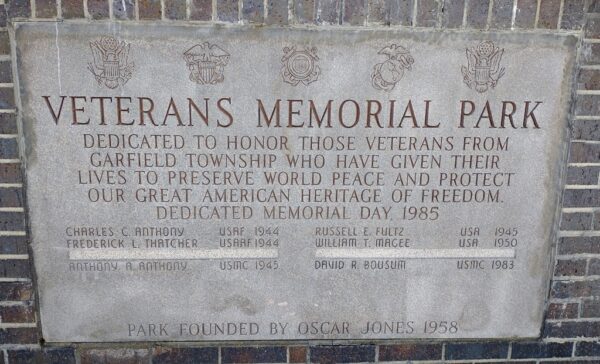 VETERANS MEMORIAL PARK
DEDICATED TO HONOR THOSE VETERANS FROM
GARFIELD TOWNSHIP WHO HAVE GIVEN THEIR
LIVES TO PRESERVE WORLD PEACE AND PROTECT
OUR GREAT AMERICAN HERITAGE OF FREEDOM.
DEDICATED MEMORIAL DAY, 1985
CHARLES C. ANTHONY USAF 1944
FREDERICK L. THATCHER USAAF 1944
ANTHONY A. ANTHONY USMC 1945
RUSSELL E. FULTZ USA 1945
WILLIAM T. MAGEE USA 1950
DAVID R. BOUSUM USMC 1983
PARK FOUNDED BY OSCAR JONES 1958